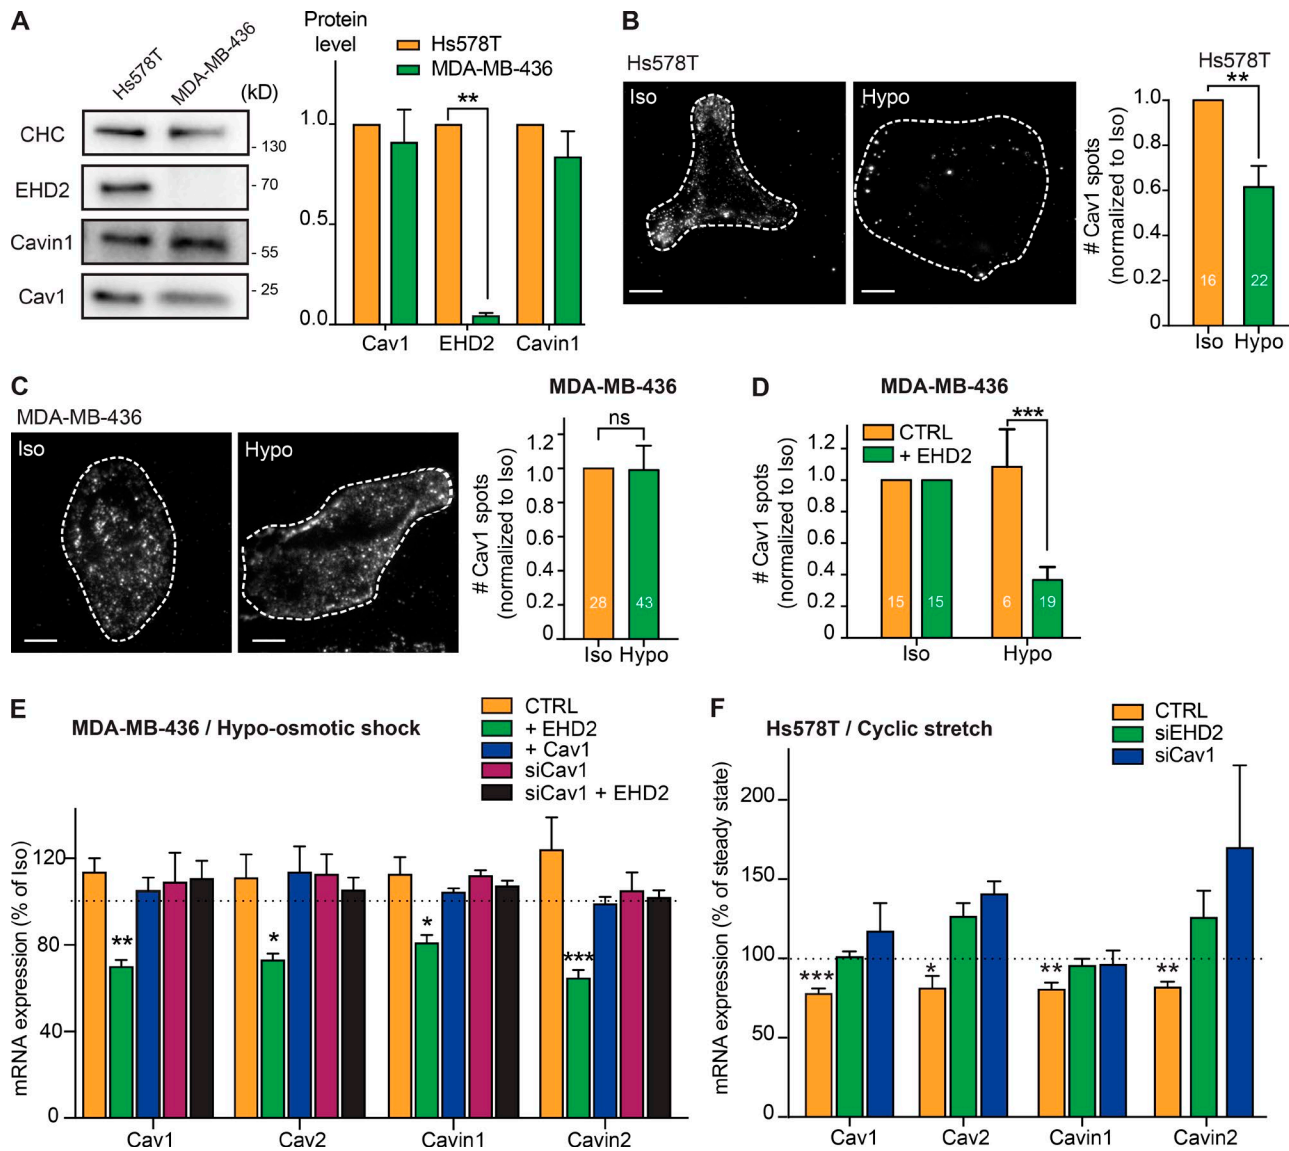 A
Hs578T
MDA-MB-436
(kD)
CHC
- 130
EHD2
- 70
Cavin1
- 55
Cav1
- 25
Protein
level
Hs578T
MDA-MB-436
**
1.0
0.5
0.0
Cav1 EHD2 Cavin1
B
Hs578T
Iso
Hypo
Hs578T
**
# Cav1 spots
(normalized to Iso)
1.0
0.8
0.6
0.4
0.2
0
16
22
Iso Hypo
C
MDA-MB-436
Iso
Hypo
MDA-MB-436
ns
# Cav1 spots
(normalized to Iso)
1.2
1.0
0.8
0.6
0.4
0.2
0
28
43
Iso Hypo
D
MDA-MB-436
CTRL
+ EHD2
***
# Cav1 spots
(normalized to Iso)
1.2
1.0
0.8
0.6
0.4
0.2
0
15
15
6
19
Iso Hypo
E
MDA-MB-436 / Hypo-osmotic shock
CTRL
+ EHD2
+ Cav1
siCav1
siCav1 + EHD2
mRNA expression (% of Iso)
120
80
40
0
**
*
*
***
Cav1 Cav2 Cavin1 Cavin2
F
Hs578T / Cyclic stretch
CTRL
siEHD2
siCav1
mRNA expression (% of steady state)
200
150
100
50
0
***
*
**
**
Cav1 Cav2 Cavin1 Cavin2